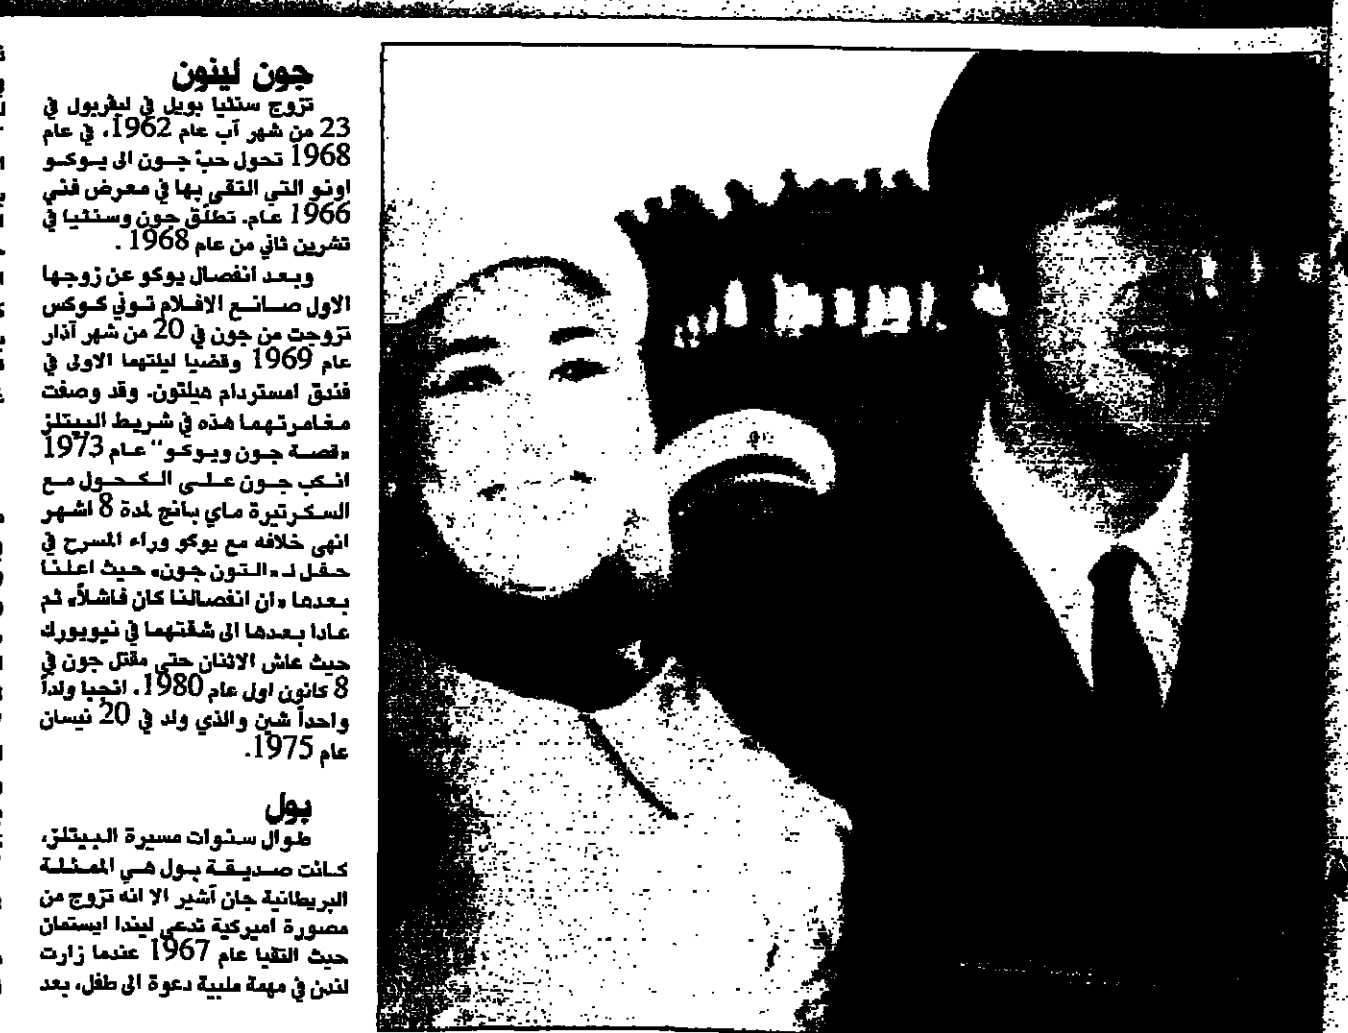 جون لينون
تزوج سنثيا بويل في ليفربول في
23 من شهر آب عام 1962، في عام
1968 تحول حبّ جون الى يوكو
اونو التي التقى بها في معرض فني
1966 عام. تطلّق جون وسنثيا في
تشرين ثاني من عام 1968 .
وبعد انفصال يوكو عن زوجها
الاول صانع الافلام توني كوكس
تزوجت من جون في 20 من شهر آذار
عام 1969 وقضيا ليلتهما الاولى في
فندق امستردام هيلتون. وقد وصفت
مغامرتهما هذه في شريط البيتلز
«قصة جون ويوكو" عام 1973
انكب جون على الكحول مع
السكرتيرة ماي بانج لمدة 8 اشهر
انهى خلافه مع يوكو وراء المسرح في
حفل لـ «التون جون» حيث اعلنا
بعدها «ان انفصالنا كان فاشلاً» ثم
عادا بعدها الى شقتهما في نيويورك
حيث عاش الاثنان حتى مقتل جون في
8 كانون اول عام 1980. انجبا ولداً
واحداً شين والذي ولد في 20 نيسان
عام 1975.
بول
طوال سنوات مسيرة البيتلز،
كانت صديقة بول هي الممثلة
البريطانية جان آشير الا انه تزوج من
مصورة اميركية تدعى ليندا ايستمان
حيث التقيا عام 1967 عندما زارت
لندن في مهمة ملبية دعوة الى طفل، بعد